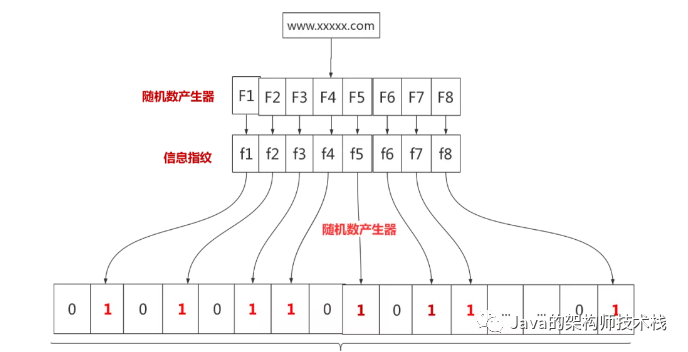 www.xxxxx.com
随机数产生器 F1 F2 F3 F4 F5 F6 F7 F8
信息指纹 f1 f2 f3 f4 f5 f6 f7 f8
随机数产生器
0 1 0 1 0 1 1 0 1 0 1 1 0 1
Java的架构师技术栈